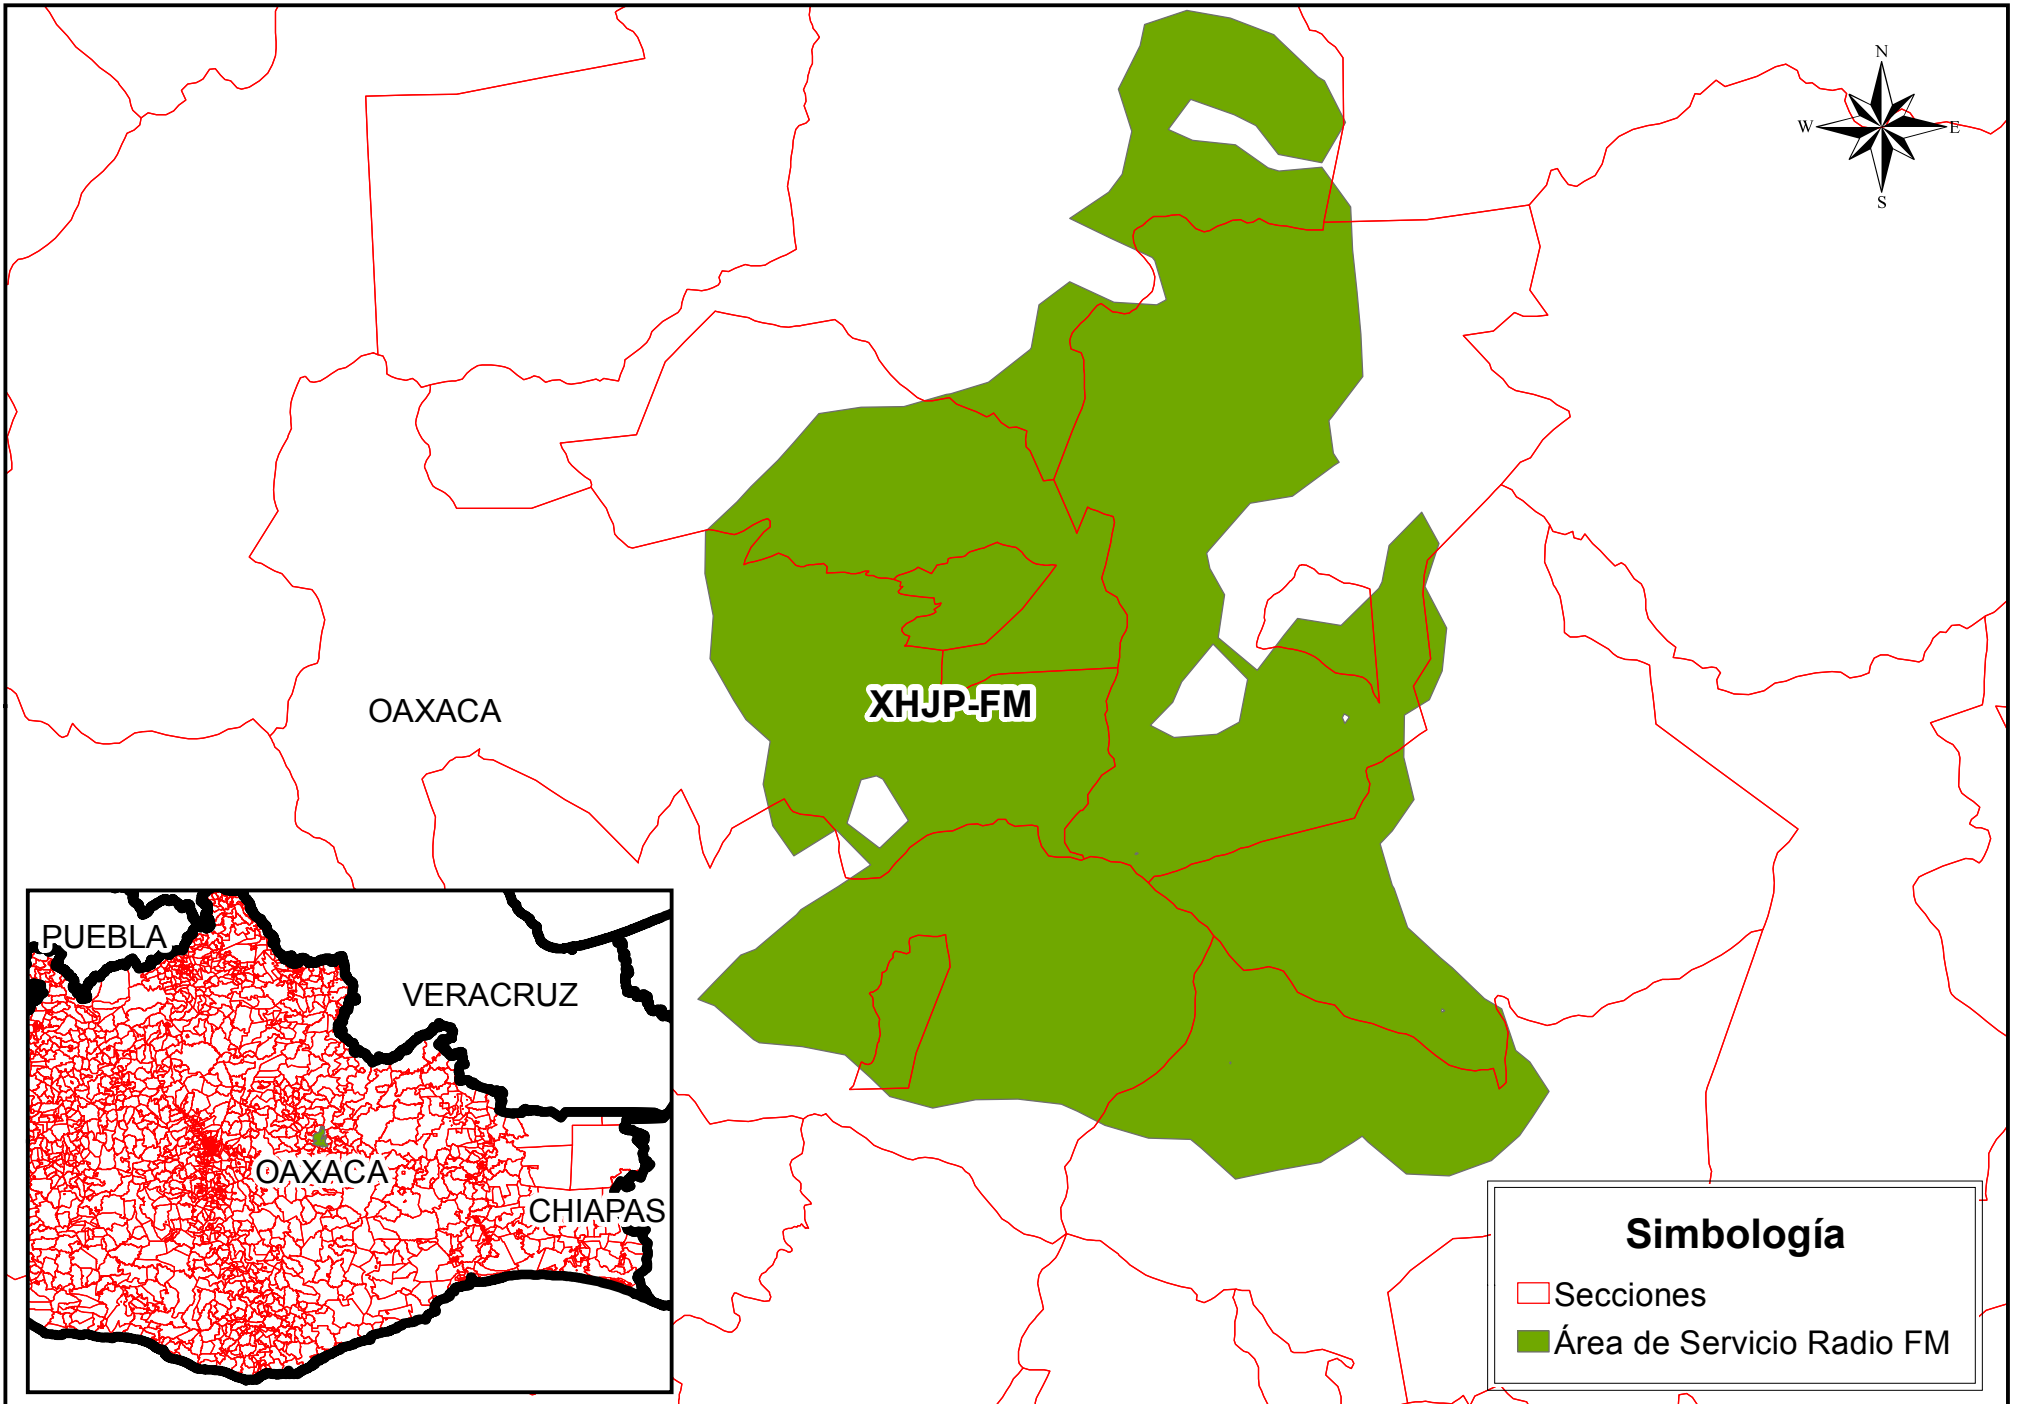 N
W E
S
OAXACA
XHJP-FM
PUEBLA
VERACRUZ
OAXACA
CHIAPAS
Simbología
Secciones
Área de Servicio Radio FM